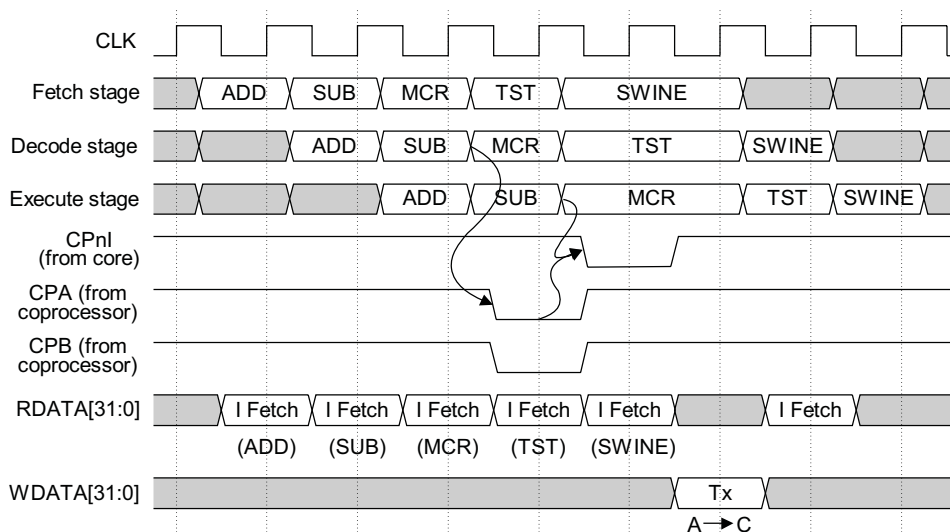 CLK
Fetch stage ADD SUB MCR TST SWINE
Decode stage ADD SUB MCR TST SWINE
Execute stage ADD SUB MCR TST SWINE
CPnI
(from core)
CPA (from
coprocessor)
CPB (from
coprocessor)
RDATA[31:0] I Fetch I Fetch I Fetch I Fetch I Fetch I Fetch
(ADD) (SUB) (MCR) (TST) (SWINE)
WDATA[31:0] Tx
A C